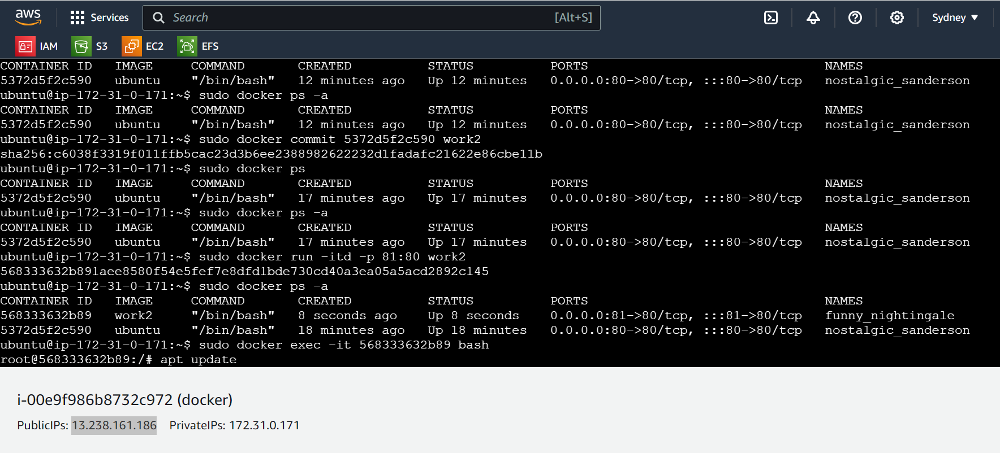 aws Services Search [Alt+S] Sydney
IAM S3 EC2 EFS
CONTAINER ID IMAGE COMMAND CREATED STATUS PORTS NAMES
5372d5f2c590 ubuntu "/bin/bash" 12 minutes ago Up 12 minutes 0.0.0.0:80->80/tcp, :::80->80/tcp nostalgic_sanderson
ubuntu@ip-172-31-0-171:~$ sudo docker ps -a
CONTAINER ID IMAGE COMMAND CREATED STATUS PORTS NAMES
5372d5f2c590 ubuntu "/bin/bash" 12 minutes ago Up 12 minutes 0.0.0.0:80->80/tcp, :::80->80/tcp nostalgic_sanderson
ubuntu@ip-172-31-0-171:~$ sudo docker commit 5372d5f2c590 work2
sha256:c6038f3319f011ffb5cac23d3b6ee2388982622232d1fadafc21622e86cbe11b
ubuntu@ip-172-31-0-171:~$ sudo docker ps
CONTAINER ID IMAGE COMMAND CREATED STATUS PORTS NAMES
5372d5f2c590 ubuntu "/bin/bash" 17 minutes ago Up 17 minutes 0.0.0.0:80->80/tcp, :::80->80/tcp nostalgic_sanderson
ubuntu@ip-172-31-0-171:~$ sudo docker ps -a
CONTAINER ID IMAGE COMMAND CREATED STATUS PORTS NAMES
5372d5f2c590 ubuntu "/bin/bash" 17 minutes ago Up 17 minutes 0.0.0.0:80->80/tcp, :::80->80/tcp nostalgic_sanderson
ubuntu@ip-172-31-0-171:~$ sudo docker run -itd -p 81:80 work2
568333632b891aee8580f54e5fef7e8dfd1bde730cd40a3ea05a5acd2892c145
ubuntu@ip-172-31-0-171:~$ sudo docker ps -a
CONTAINER ID IMAGE COMMAND CREATED STATUS PORTS NAMES
568333632b89 work2 "/bin/bash" 8 seconds ago Up 8 seconds 0.0.0.0:81->80/tcp, :::81->80/tcp funny_nightingale
5372d5f2c590 ubuntu "/bin/bash" 18 minutes ago Up 18 minutes 0.0.0.0:80->80/tcp, :::80->80/tcp nostalgic_sanderson
ubuntu@ip-172-31-0-171:~$ sudo docker exec -it 568333632b89 bash
root@568333632b89:/# apt update
i-00e9f986b8732c972 (docker)
PublicIPs: 13.238.161.186 PrivateIPs: 172.31.0.171